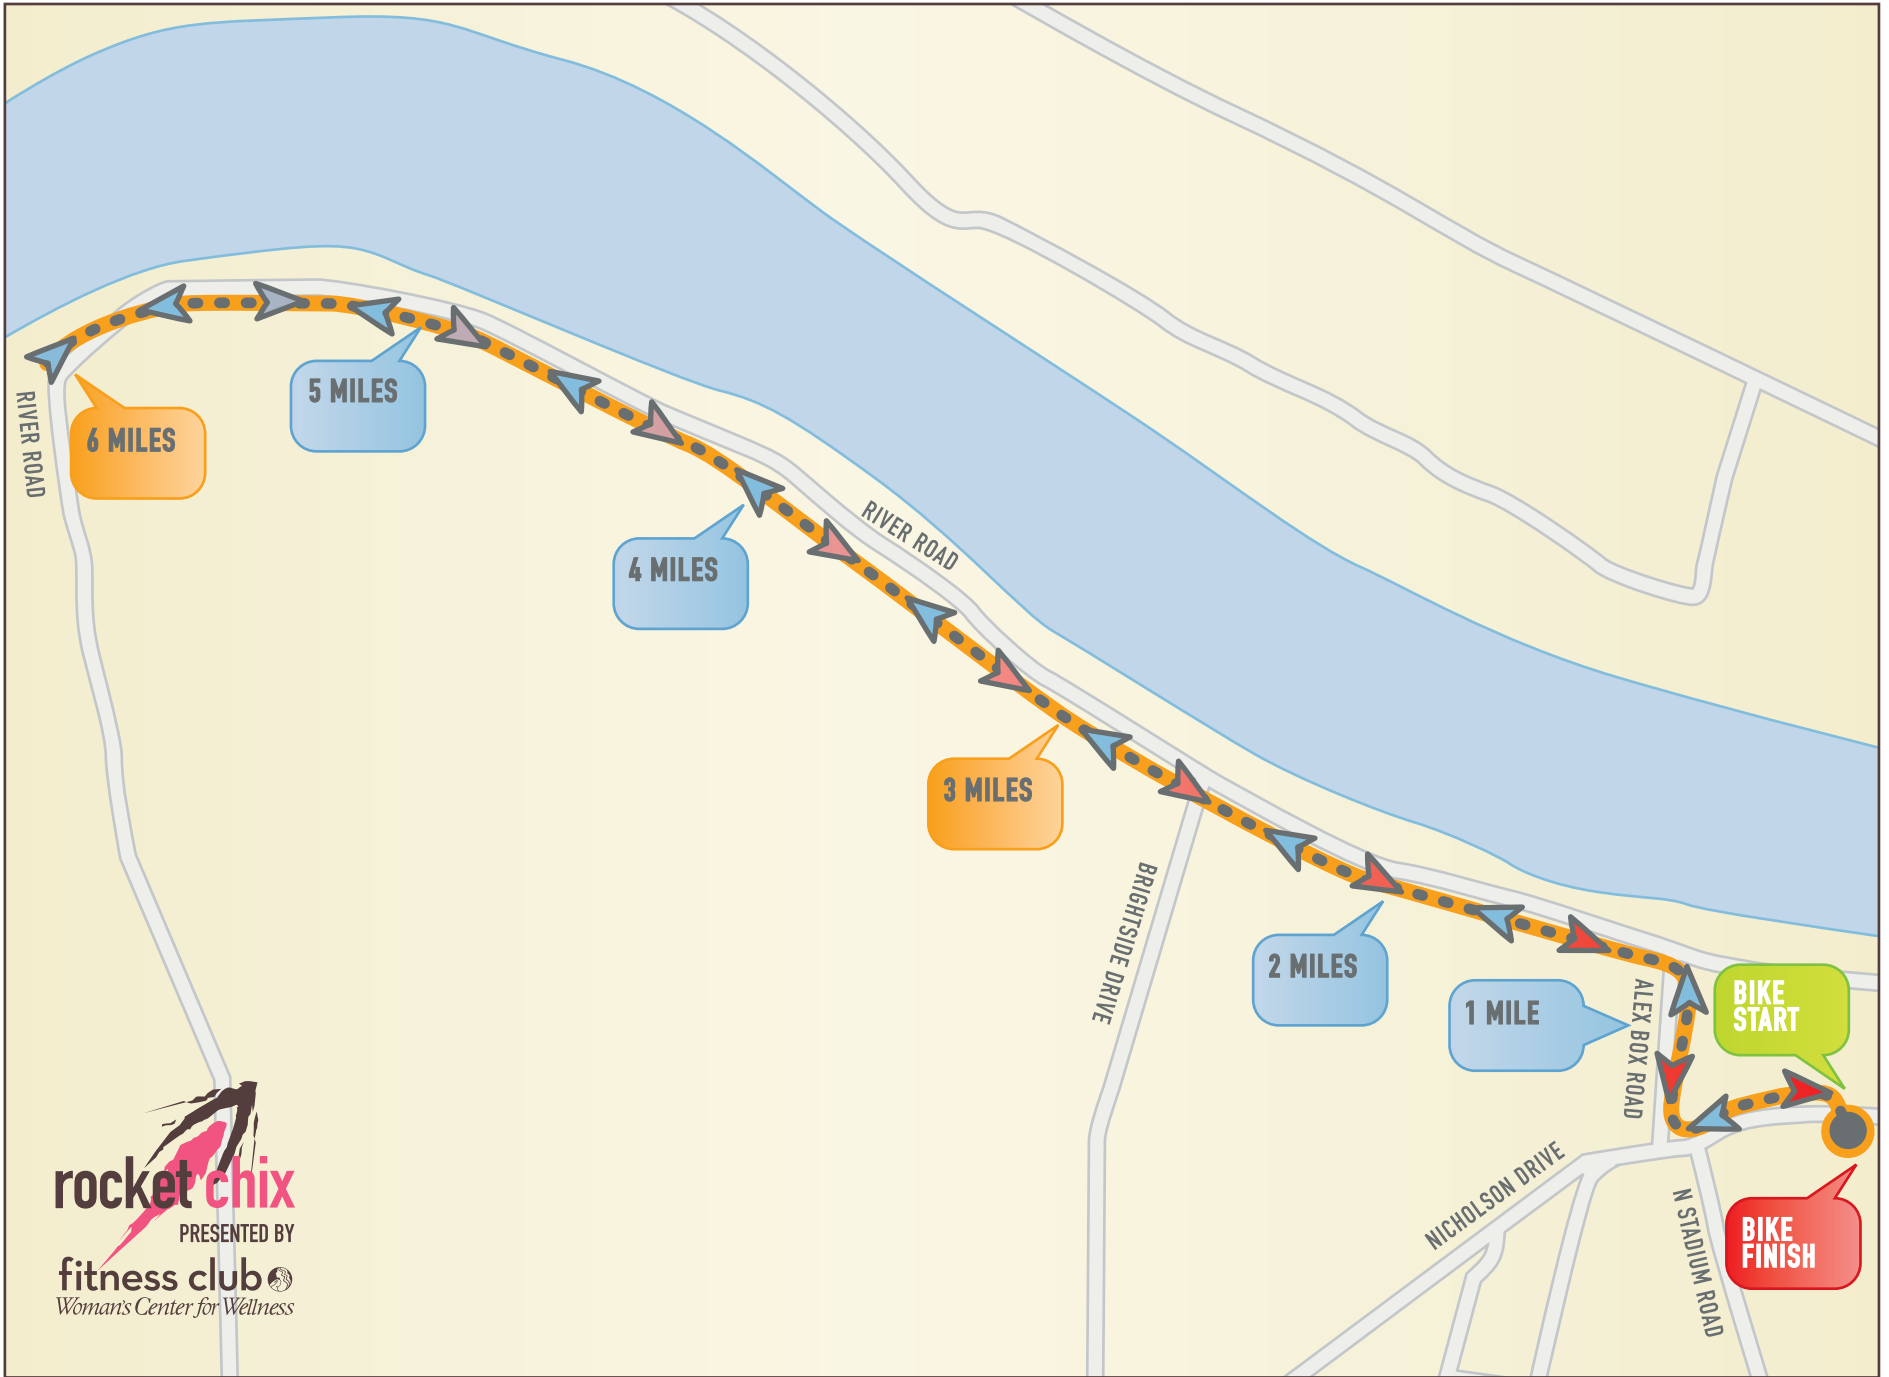 RIVER ROAD
6 MILES
5 MILES
4 MILES
RIVER ROAD
3 MILES
BRIGHTSIDE DRIVE
2 MILES
1 MILE
ALEX BOX ROAD
BIKE
START
NICHOLSON DRIVE
N STADIUM ROAD
BIKE
FINISH
rocket chix
PRESENTED BY
fitness club
Woman's Center for Wellness